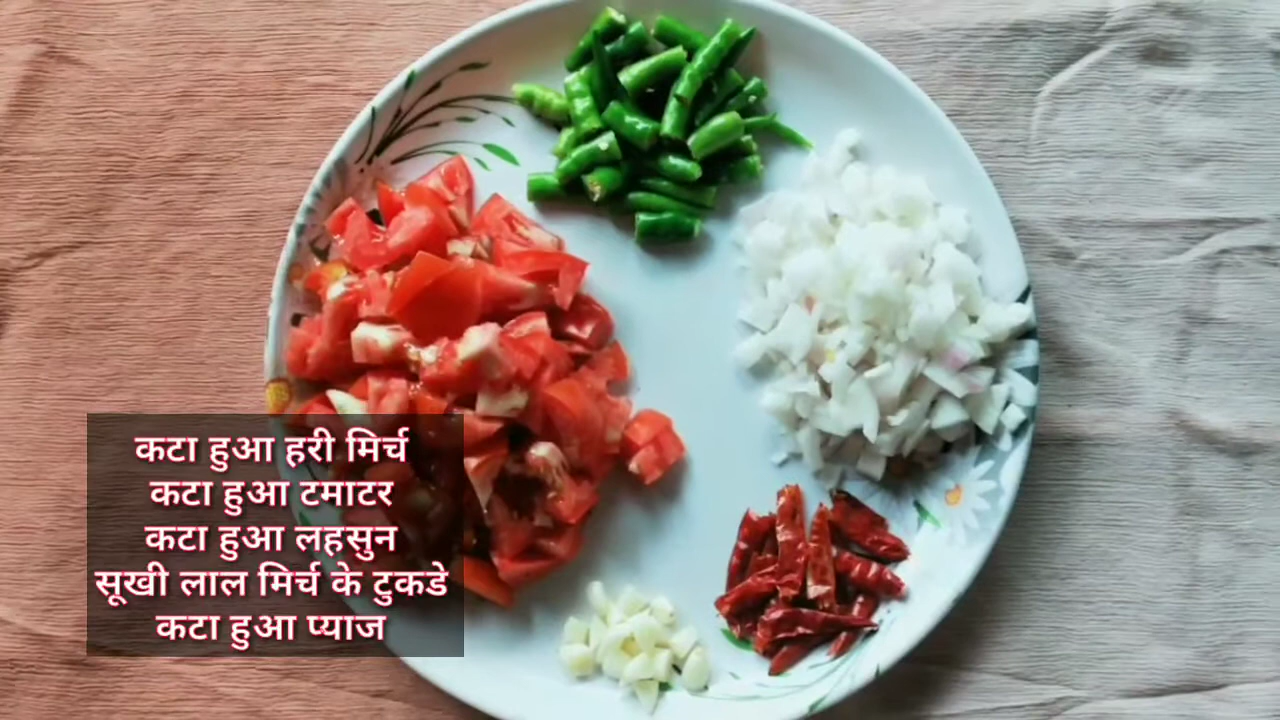 कटा हुआ हरी मिर्च
कटा हुआ टमाटर
कटा हुआ लहसुन
सूखी लाल मिर्च के टुकडे
कटा हुआ प्याज